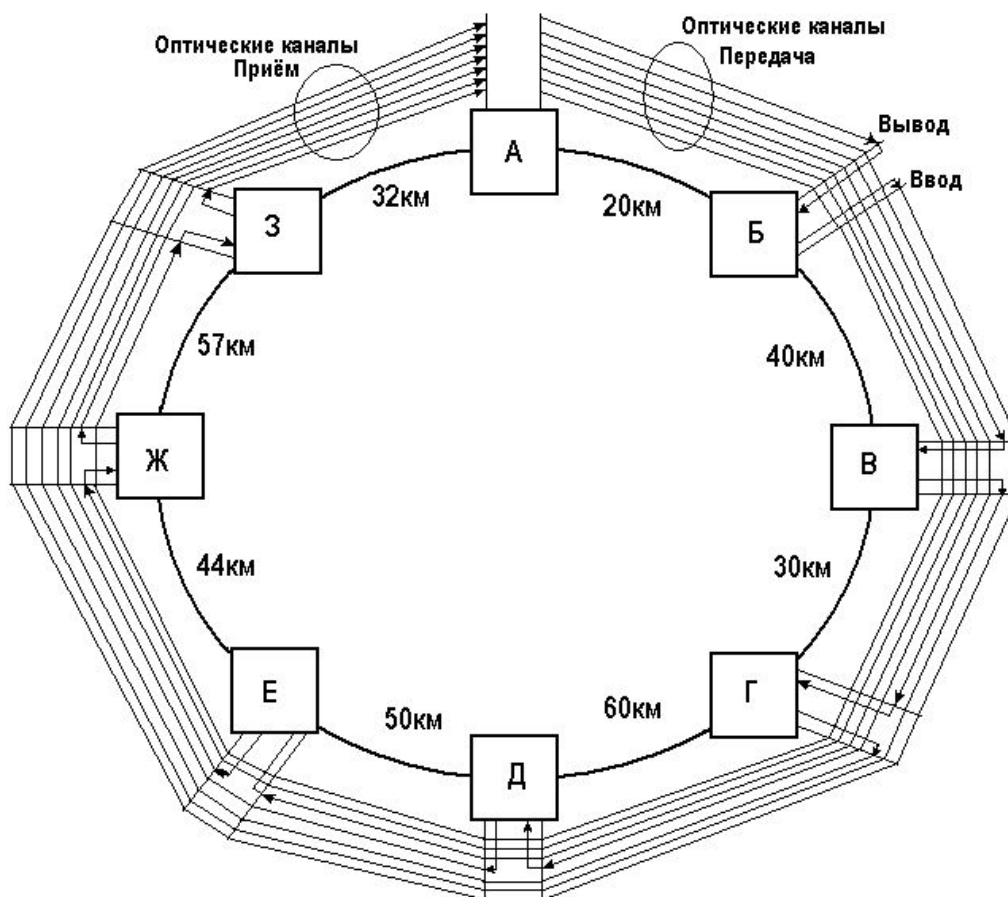 Оптические каналы
Приём
Оптические каналы
Передача
Вывод
Ввод
А
32км
20км
З
Б
57км
40км
Ж
В
44км
30км
Е
Г
50км
60км
Д